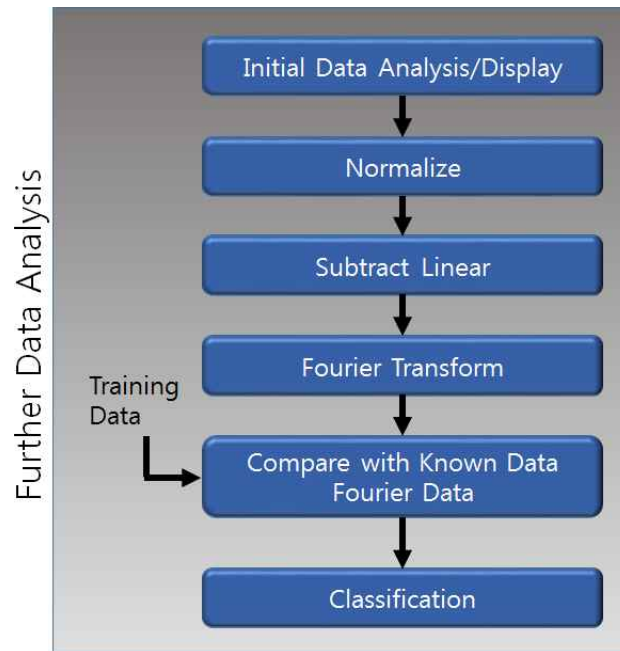 Further Data Analysis
Initial Data Analysis/Display
Normalize
Subtract Linear
Fourier Transform
Training
Data
Compare with Known Data
Fourier Data
Classification